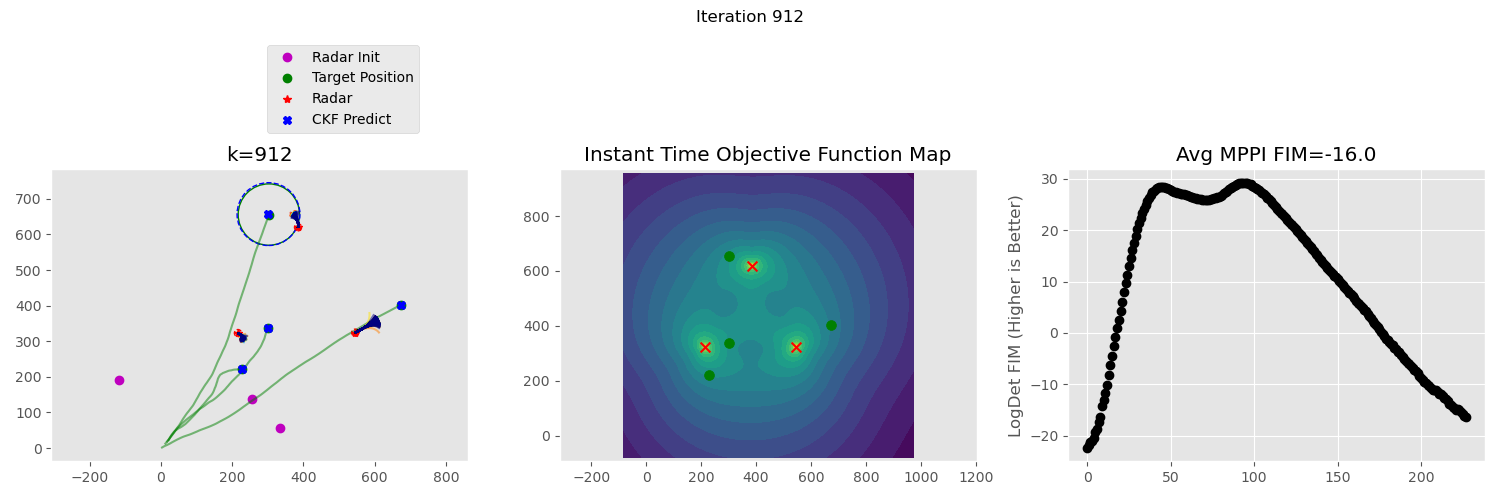 Iteration 912
Radar Init
Target Position
Radar
CKF Predict
k=912
700
600
500
400
300
200
100
0
−200 0 200 400 600 800
Instant Time Objective Function Map
800
600
400
200
0
−200 0 200 400 600 800 1000 1200
Avg MPPI FIM=-16.0
LogDet FIM (Higher is Better)
30
20
10
0
−10
−20
0 50 100 150 200